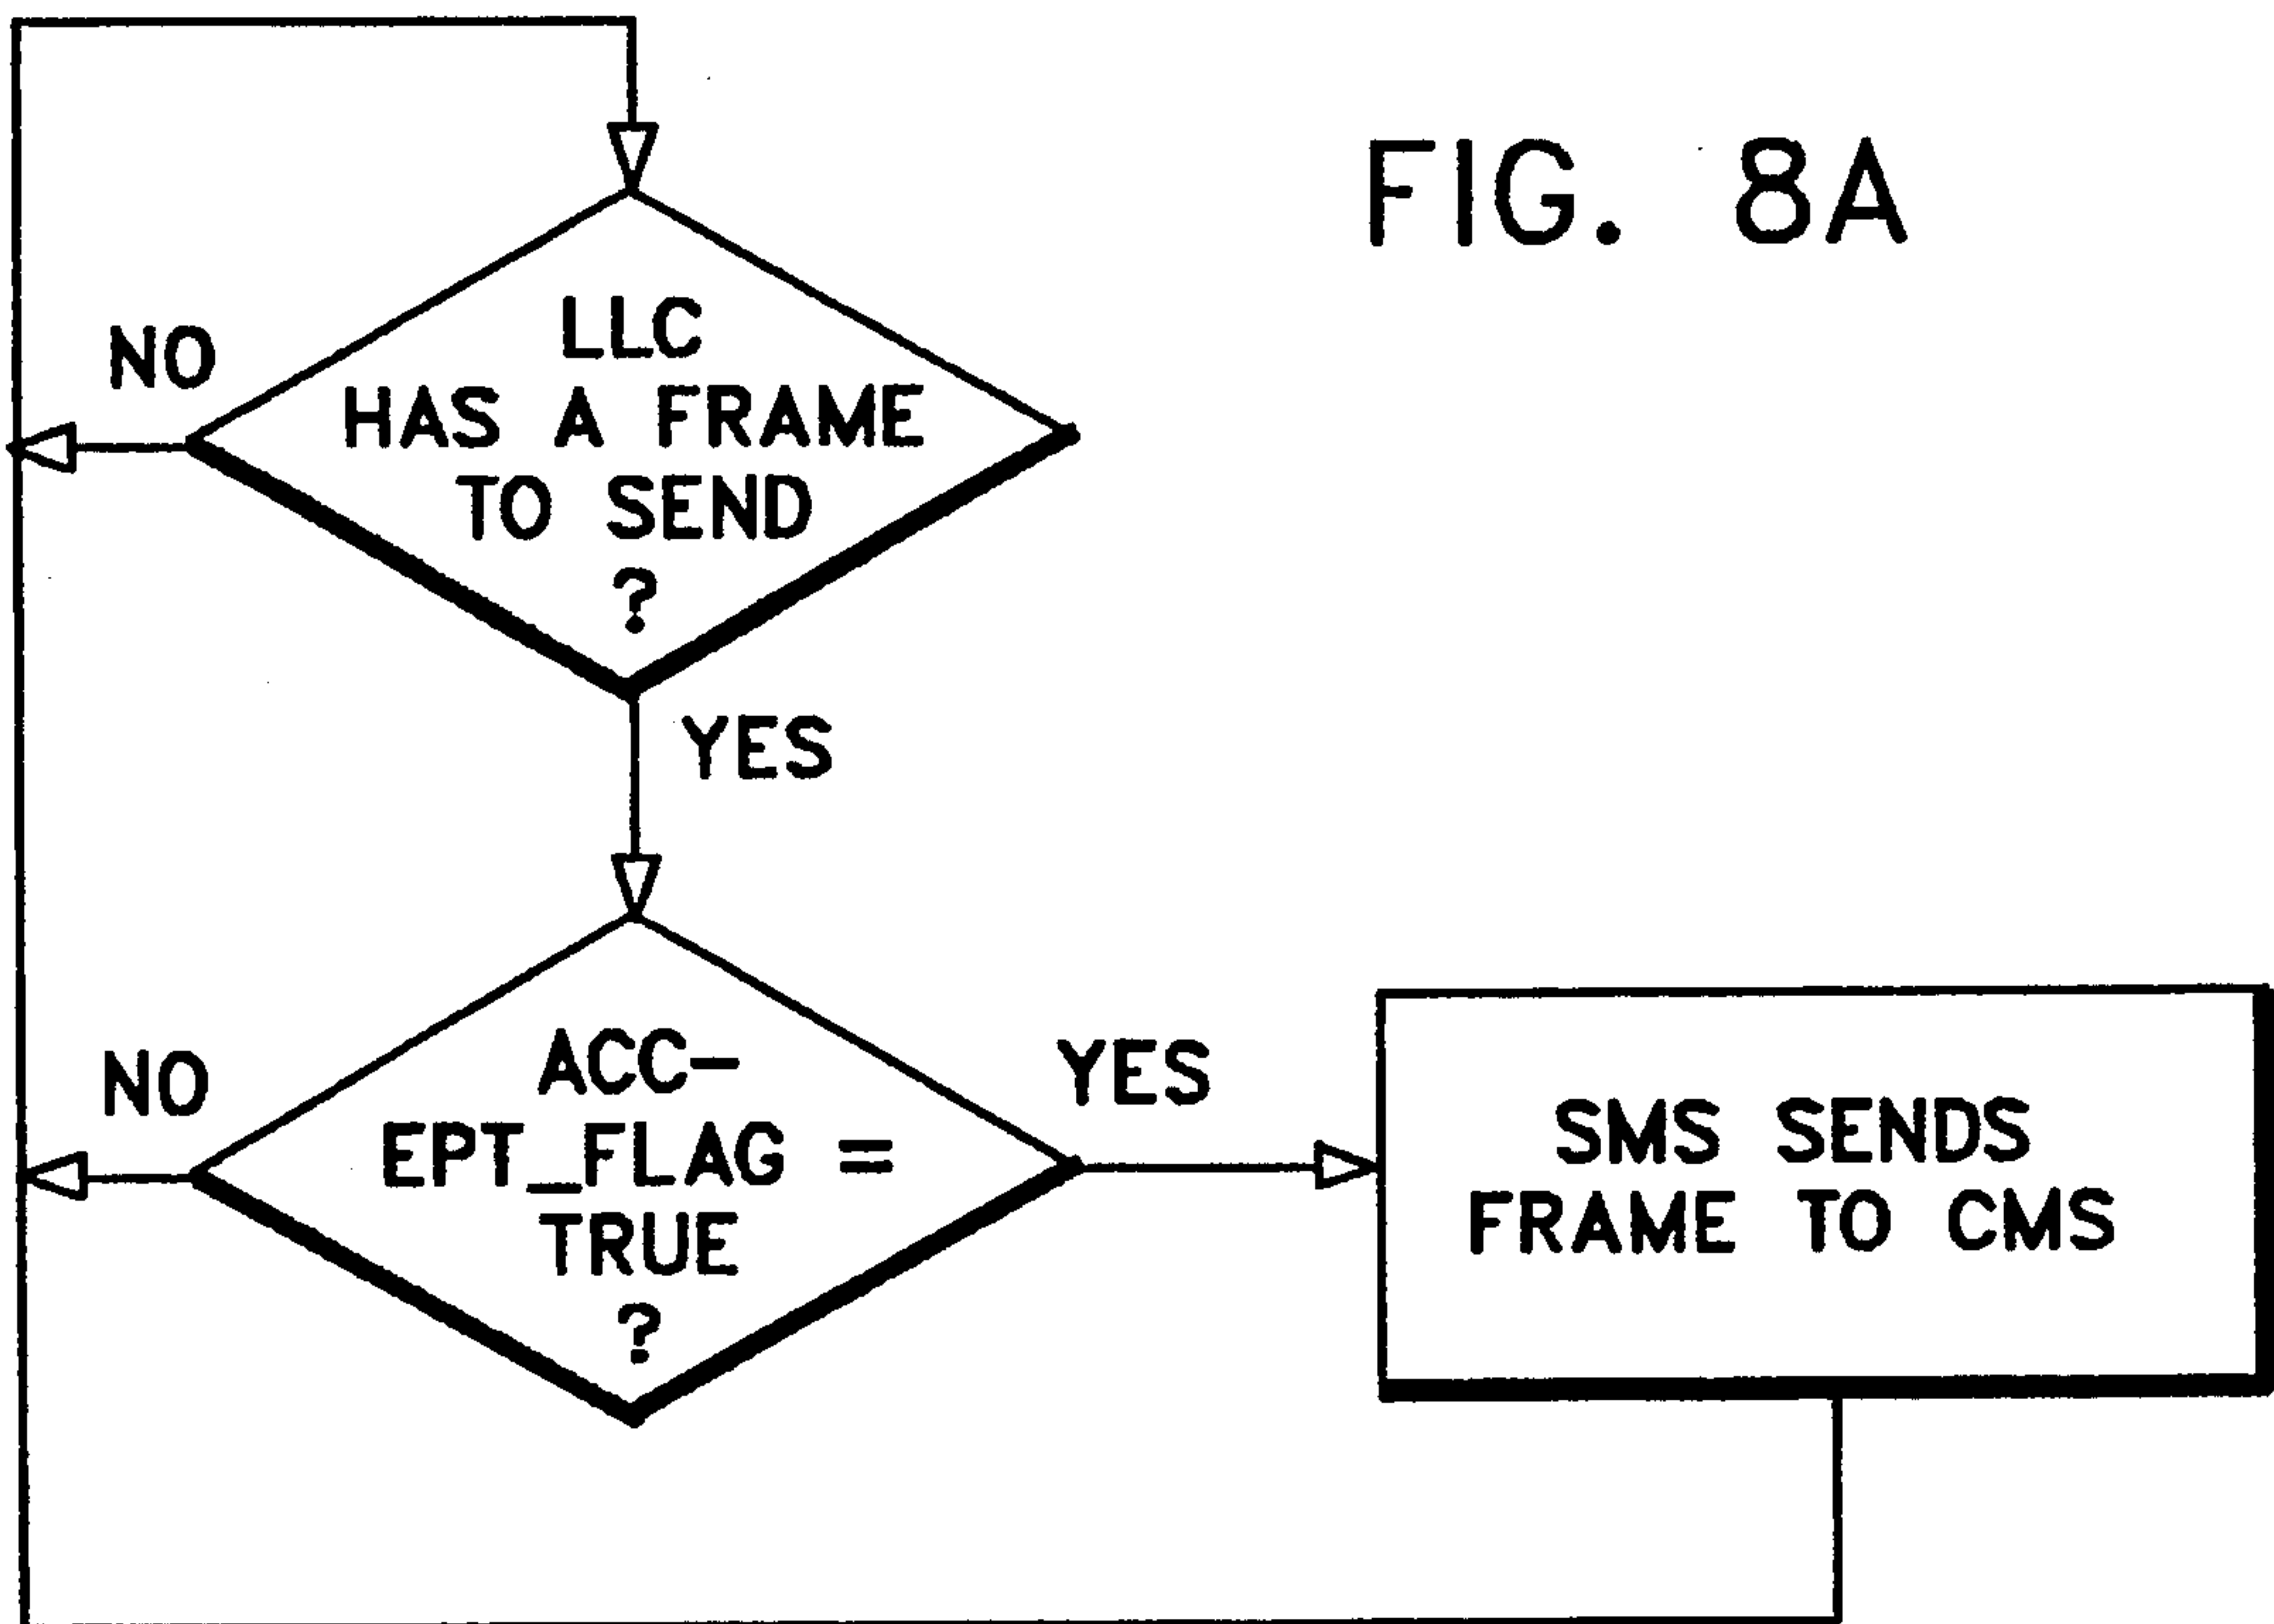 FIG. 8A
LLC
HAS A FRAME
TO SEND
?
NO
YES
ACC-
EPT_FLAG =
TRUE
?
NO
YES
SMS SENDS
FRAME TO CMS